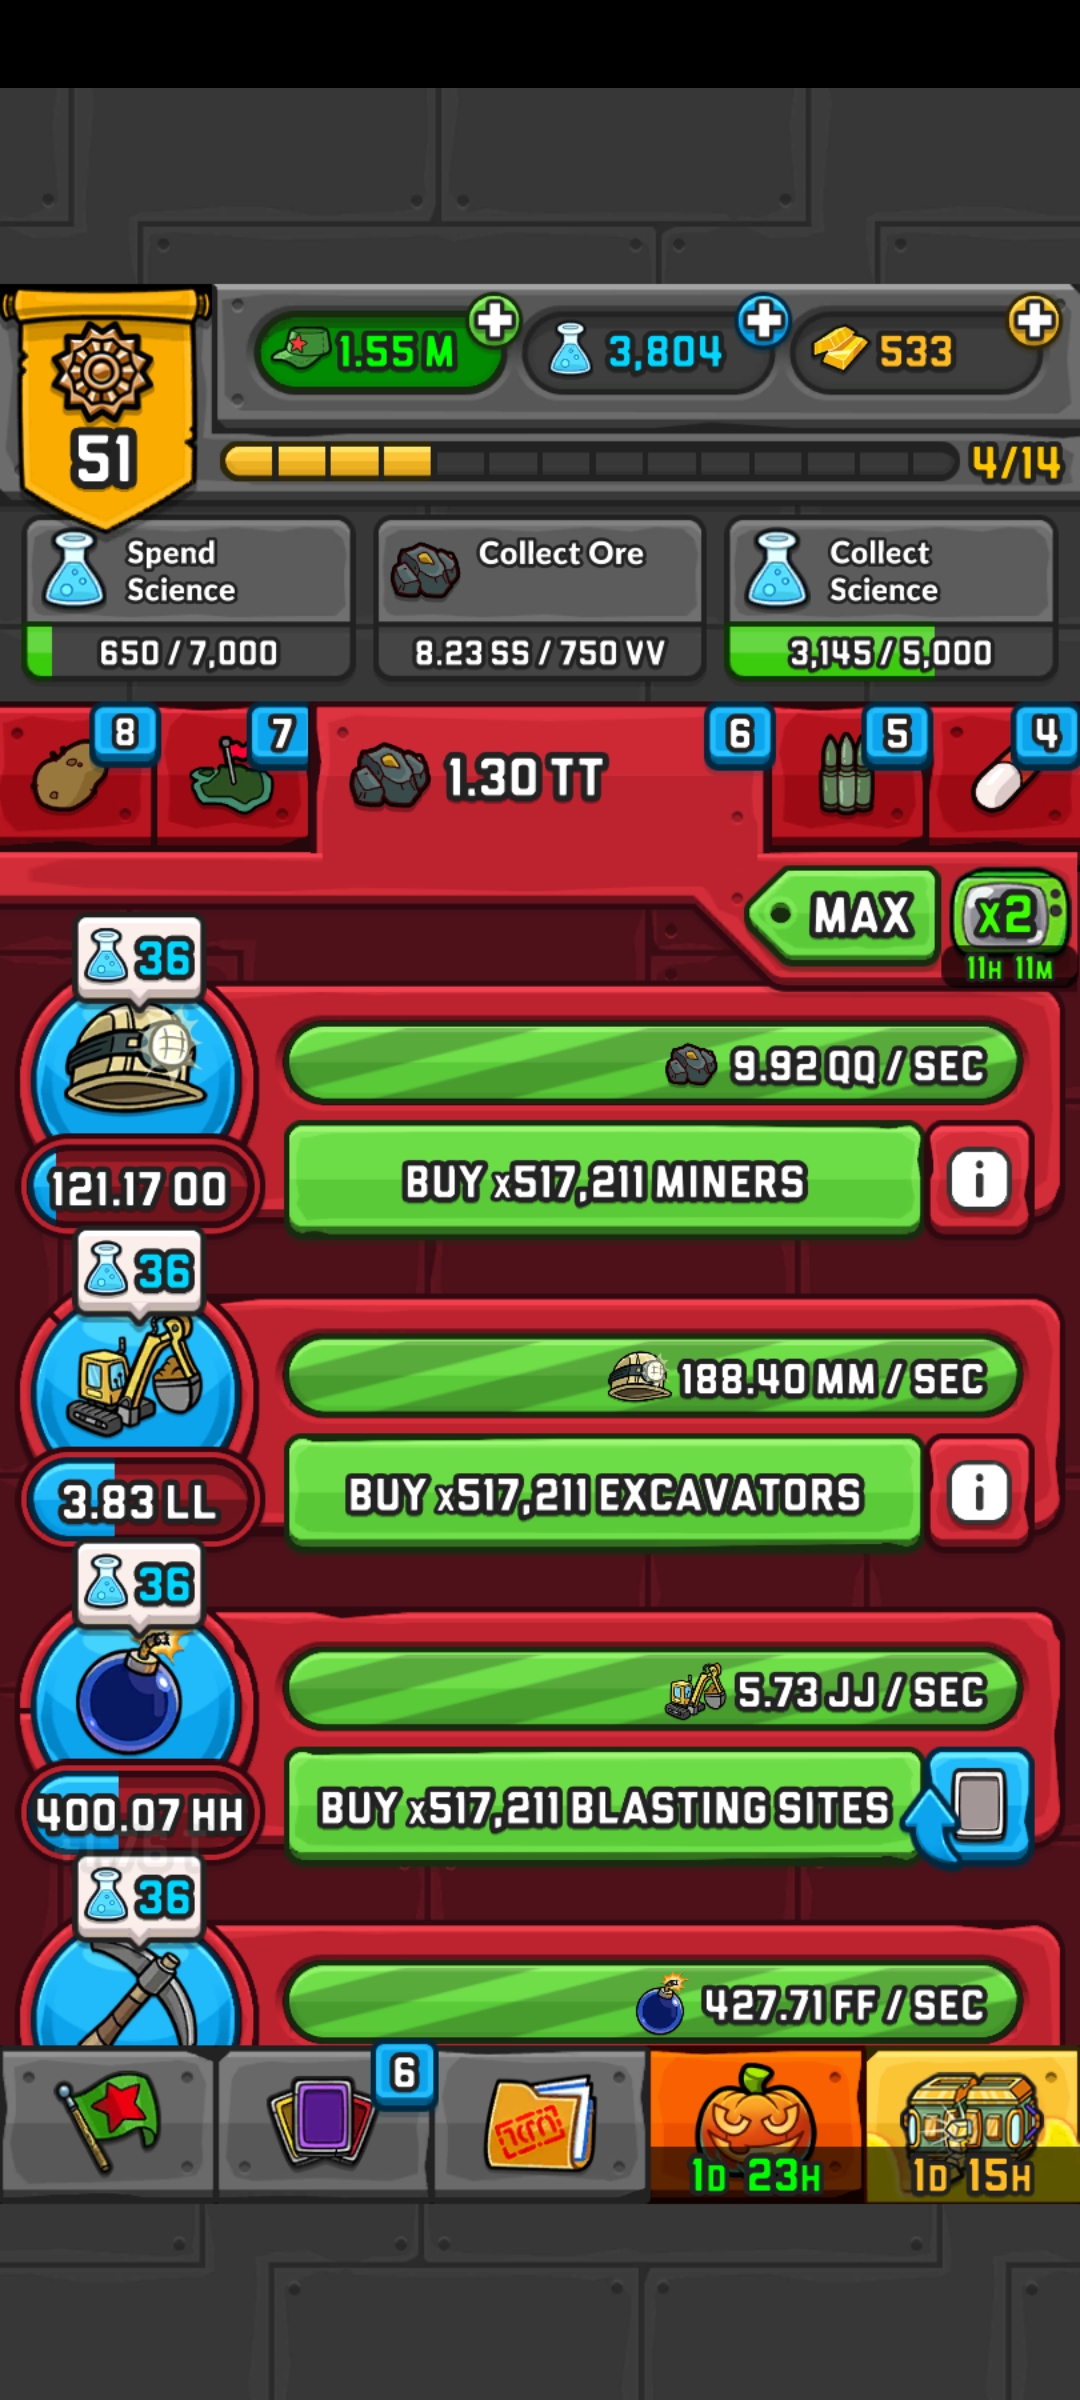 1.55 M
3,804
533
51
4/14
Spend
Science
650 / 7,000
Collect Ore
8.23 SS / 750 VV
Collect
Science
3,145 / 5,000
8
7
1.30 TT
6
5
4
MAX
x2
11H 11M
36
9.92 QQ / SEC
121.17 OO
BUY x517,211 MINERS
i
36
188.40 MM / SEC
3.83 LL
BUY x517,211 EXCAVATORS
i
36
5.73 JJ / SEC
400.07 HH
BUY x517,211 BLASTING SITES
36
427.71 FF / SEC
6
1D 23H
1D 15H